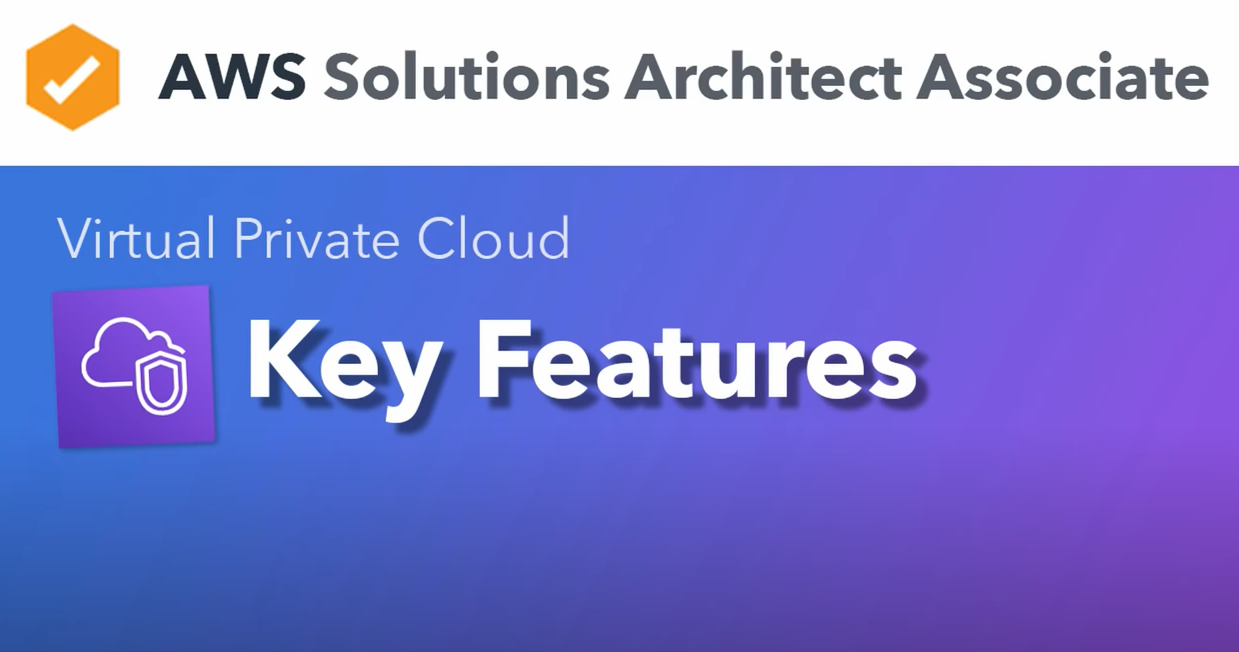 AWS Solutions Architect Associate
Virtual Private Cloud
Key Features